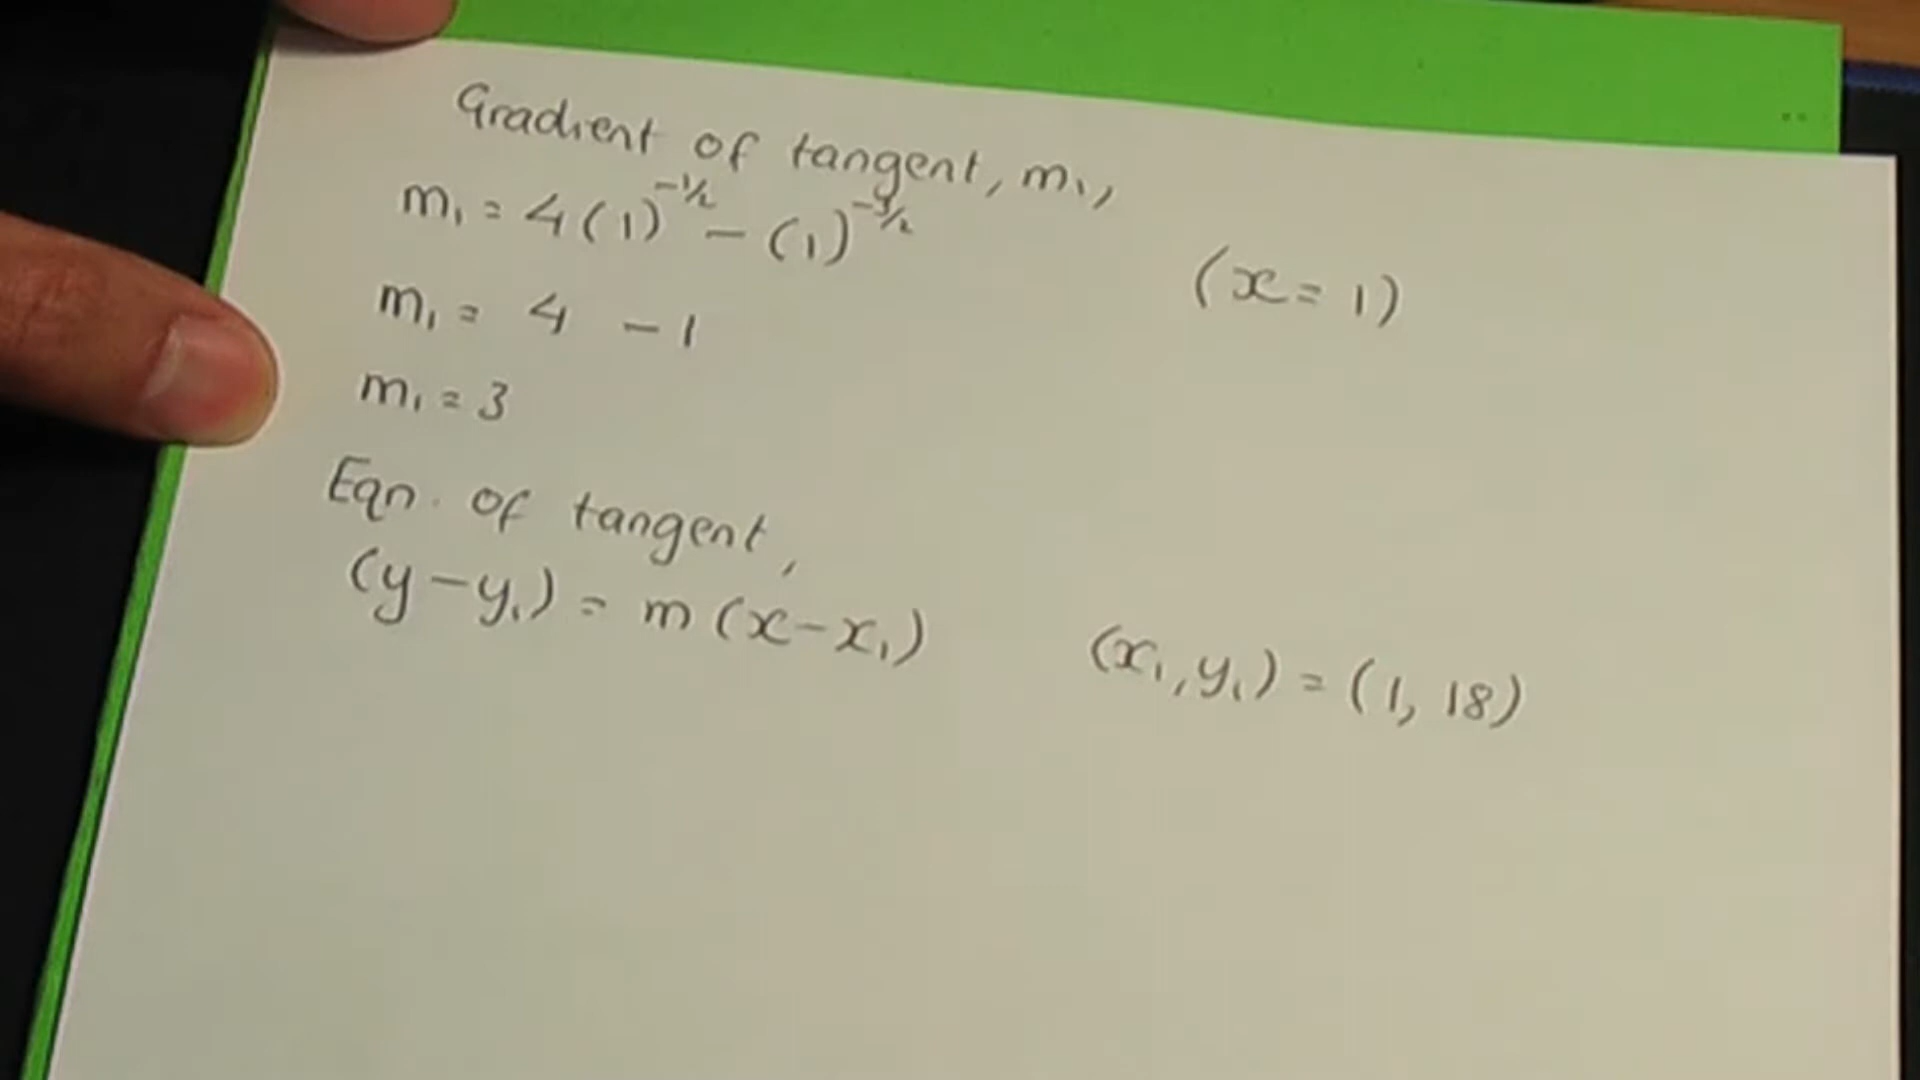 Gradient of tangent, m₁,
m₁ = 4(1)^(-1/2) - (1)^(-3/2)
(x = 1)
m₁ = 4 - 1
m₁ = 3
Eqn. of tangent,
(y - y₁) = m(x - x₁) (x₁, y₁) = (1, 18)